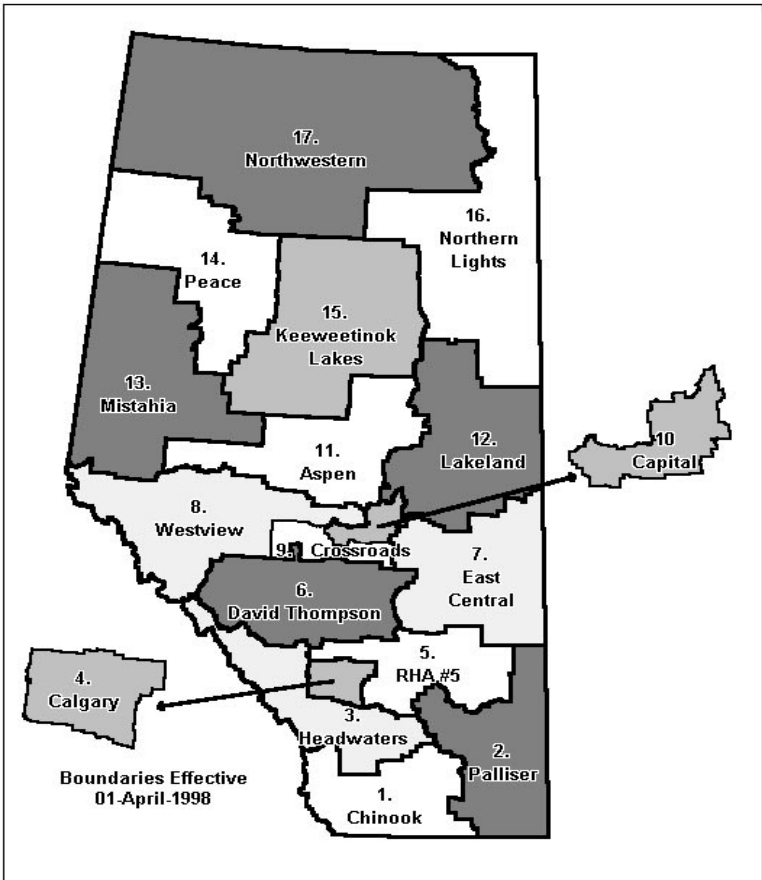 17.
Northwestern
16.
Northern
Lights
14.
Peace
15.
Keeweetinok
Lakes
13.
Mistahia
12.
Lakeland
10
Capital
11.
Aspen
8.
Westview
9. Crossroads
7.
East
Central
6.
David Thompson
5.
RHA #5
4.
Calgary
3.
Headwaters
2.
Palliser
Boundaries Effective
01-April-1998
1.
Chinook